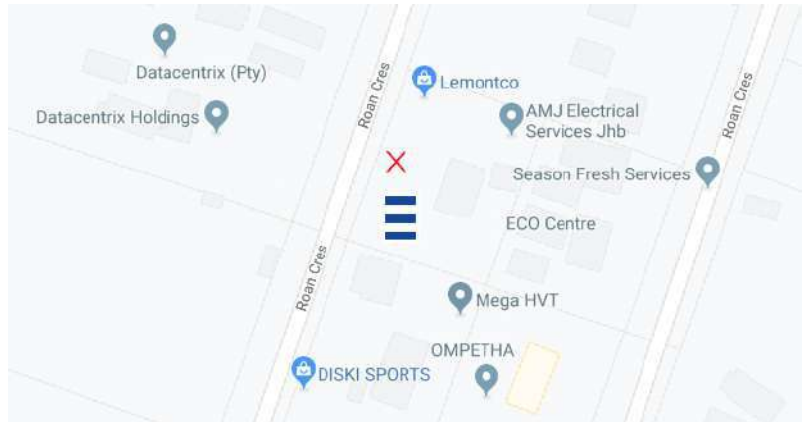 Datacentrix (Pty)
Datacentrix Holdings
Roan Cres
Lemontco
AMJ Electrical
Services Jhb
Roan Cres
Season Fresh Services
ECO Centre
Roan Cres
Mega HVT
OMPETHA
DISKI SPORTS